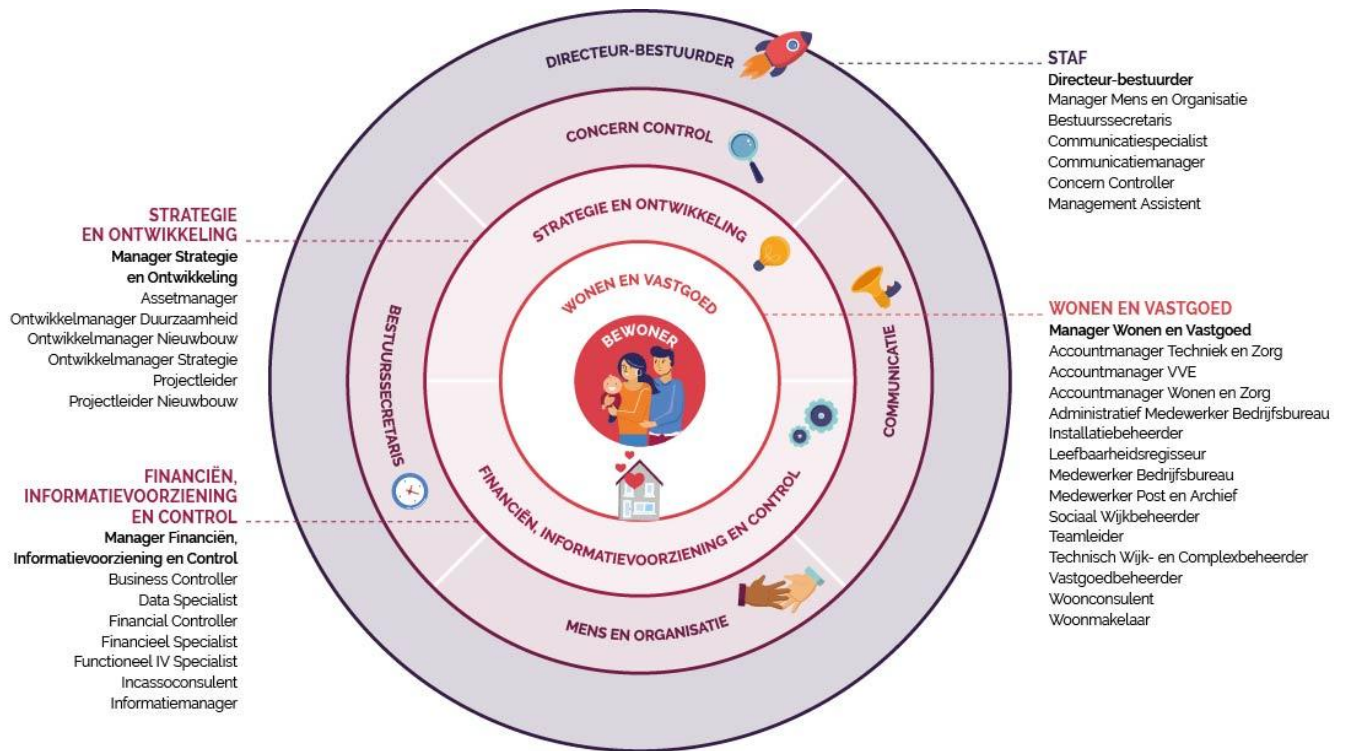 DIRECTEUR-BESTUURDER
CONCERN CONTROL
STRATEGIE EN ONTWIKKELING
WONEN EN VASTGOED
BEWONER
BESTUURSSECRETARIS
COMMUNICATIE
FINANCIËN, INFORMATIEVOORZIENING EN CONTROL
MENS EN ORGANISATIE
STRATEGIE
EN ONTWIKKELING
Manager Strategie
en Ontwikkeling
Assetmanager
Ontwikkelmanager Duurzaamheid
Ontwikkelmanager Nieuwbouw
Ontwikkelmanager Strategie
Projectleider
Projectleider Nieuwbouw
FINANCIËN,
INFORMATIEVOORZIENING
EN CONTROL
Manager Financiën,
Informatievoorziening en Control
Business Controller
Data Specialist
Financial Controller
Financieel Specialist
Functioneel IV Specialist
Incassoconsulent
Informatiemanager
STAF
Directeur-bestuurder
Manager Mens en Organisatie
Bestuurssecretaris
Communicatiespecialist
Communicatiemanager
Concern Controller
Management Assistent
WONEN EN VASTGOED
Manager Wonen en Vastgoed
Accountmanager Techniek en Zorg
Accountmanager VVE
Accountmanager Wonen en Zorg
Administratief Medewerker Bedrijfsbureau
Installatiebeheerder
Leefbaarheidsregisseur
Medewerker Bedrijfsbureau
Medewerker Post en Archief
Sociaal Wijkbeheerder
Teamleider
Technisch Wijk- en Complexbeheerder
Vastgoedbeheerder
Woonconsulent
Woonmakelaar